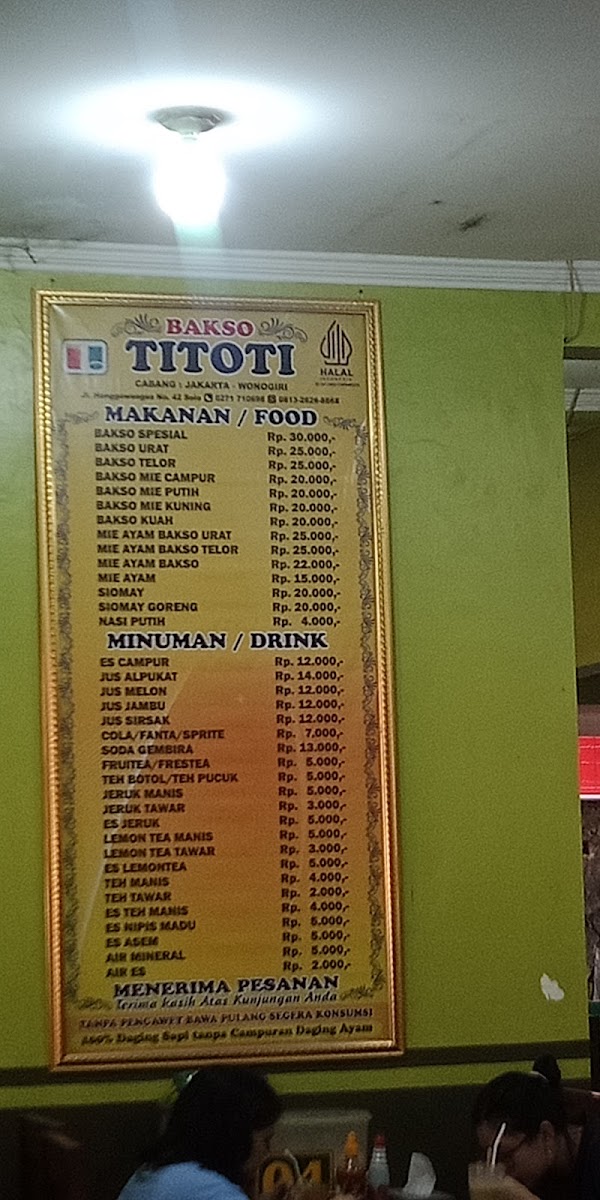 BAKSO
TITOTI
HALAL
INDONESIA
CABANG : JAKARTA - WONOGIRI
Jl. Honggowongso No. 42 Solo 0271 710698
MAKANAN / FOOD
BAKSO SPESIAL Rp. 30.000,-
BAKSO URAT Rp. 25.000,-
BAKSO TELOR Rp. 25.000,-
BAKSO MIE CAMPUR Rp. 20.000,-
BAKSO MIE PUTIH Rp. 20.000,-
BAKSO MIE KUNING Rp. 20.000,-
BAKSO KUAH Rp. 20.000,-
MIE AYAM BAKSO URAT Rp. 25.000,-
MIE AYAM BAKSO TELOR Rp. 25.000,-
MIE AYAM BAKSO Rp. 22.000,-
MIE AYAM Rp. 15.000,-
SIOMAY Rp. 20.000,-
SIOMAY GORENG Rp. 20.000,-
NASI PUTIH Rp. 4.000,-
MINUMAN / DRINK
ES CAMPUR Rp. 12.000,-
JUS ALPUKAT Rp. 14.000,-
JUS MELON Rp. 12.000,-
JUS JAMBU Rp. 12.000,-
JUS SIRSAK Rp. 12.000,-
COLA/FANTA/SPRITE Rp. 7.000,-
SODA GEMBIRA Rp. 13.000,-
FRUITEA/FRESTEA Rp. 5.000,-
TEH BOTOL/TEH PUCUK Rp. 5.000,-
JERUK MANIS Rp. 5.000,-
JERUK TAWAR Rp. 3.000,-
ES JERUK Rp. 5.000,-
LEMON TEA MANIS Rp. 5.000,-
LEMON TEA TAWAR Rp. 3.000,-
ES LEMONTEA Rp. 5.000,-
TEH MANIS Rp. 4.000,-
TEH TAWAR Rp. 2.000,-
ES TEH MANIS Rp. 4.000,-
ES NIPIS MADU Rp. 5.000,-
ES ASEM Rp. 5.000,-
AIR MINERAL Rp. 5.000,-
AIR ES Rp. 2.000,-
MENERIMA PESANAN
Terima kasih Atas Kunjungan Anda
TANPA PENGAWET BAWA PULANG SEGERA KONSUMSI
100% Daging Sapi tanpa Campuran Daging Ayam
04